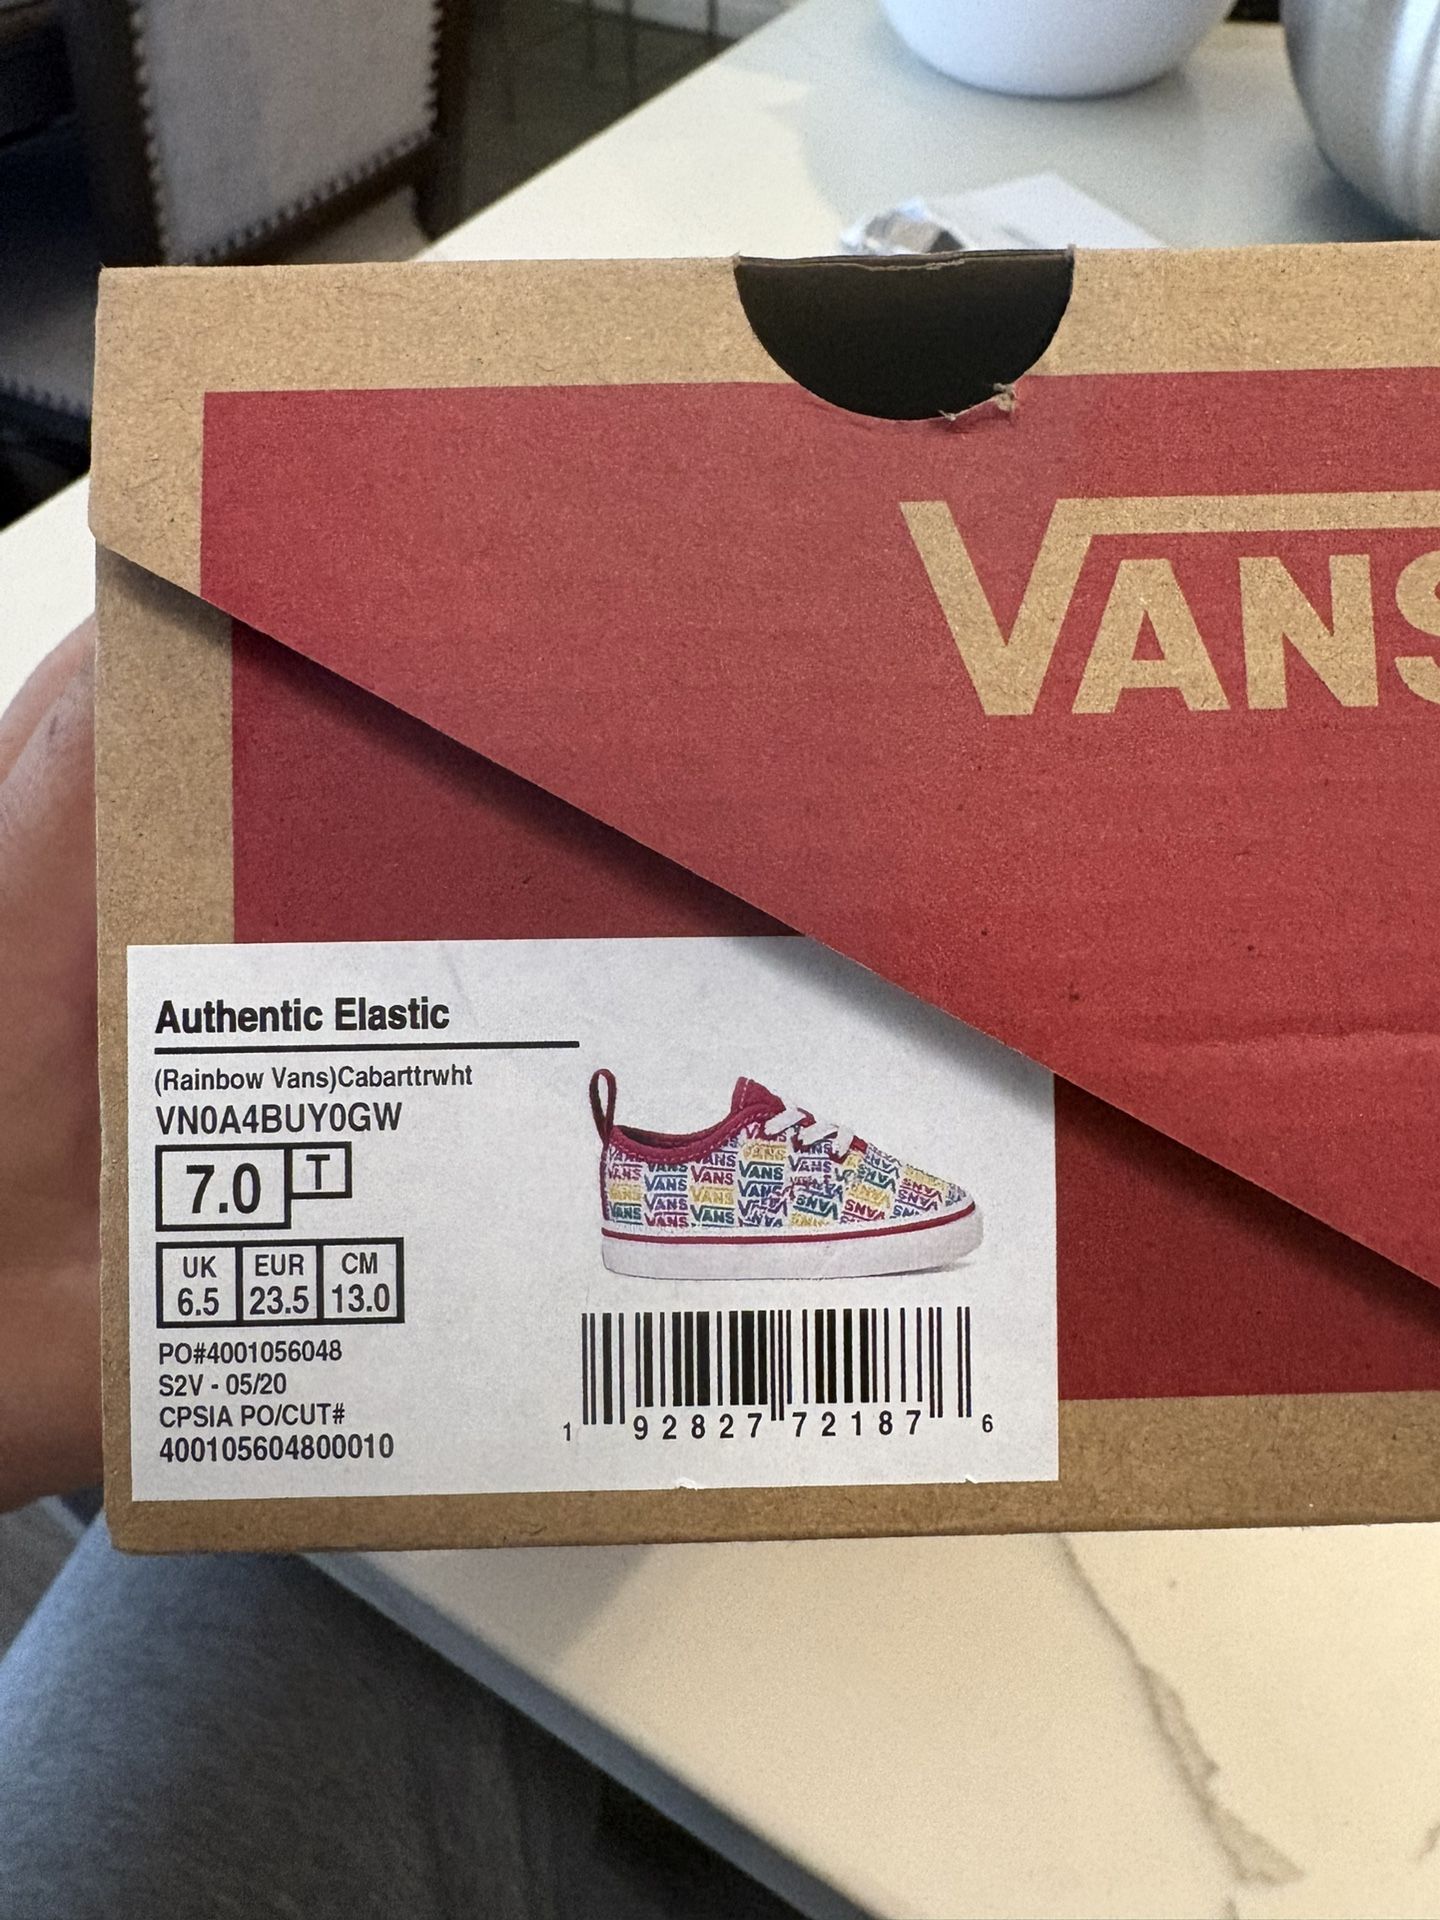 VANS
Authentic Elastic
(Rainbow Vans)Cabarttrwht
VN0A4BUY0GW
7.0 T
UK EUR CM
6.5 23.5 13.0
PO#4001056048
S2V - 05/20
CPSIA PO/CUT#
400105604800010
1 92827 72187 6